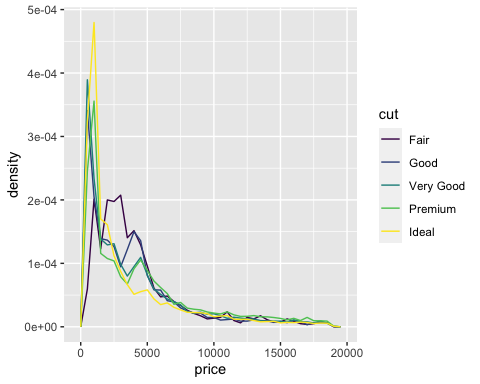 5e-04
4e-04
3e-04
2e-04
1e-04
0e+00
density
0
5000
10000
15000
20000
price
cut
Fair
Good
Very Good
Premium
Ideal